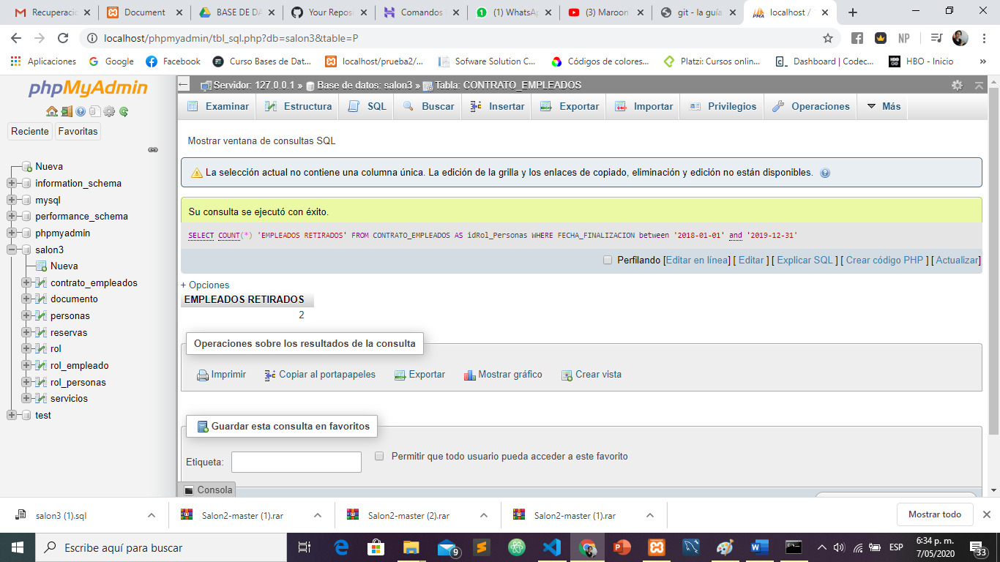 Recuperaci
Document
BASE DE DA
Your Repos
Comandos
(1) WhatsA
(3) Maroon
git - la guía
localhost /
localhost/phpmyadmin/tbl_sql.php?db=salon3&table=P
NP
Aplicaciones
Google
Facebook
Curso Bases de Dat...
localhost/prueba2/...
Sofware Solution C...
Códigos de colores...
Platzi: Cursos onlin...
Dashboard | Codec...
HBO - Inicio
»
phpMyAdmin
Reciente
Favoritas
Nueva
information_schema
mysql
performance_schema
phpmyadmin
salon3
Nueva
contrato_empleados
documento
personas
reservas
rol
rol_empleado
rol_personas
servicios
test
Servidor: 127.0.0.1 » Base de datos: salon3 » Tabla: CONTRATO_EMPLEADOS
Examinar
Estructura
SQL
Buscar
Insertar
Exportar
Importar
Privilegios
Operaciones
Más
Mostrar ventana de consultas SQL
La selección actual no contiene una columna única. La edición de la grilla y los enlaces de copiado, eliminación y edición no están disponibles.
Su consulta se ejecutó con éxito.
SELECT COUNT(*) 'EMPLEADOS RETIRADOS' FROM CONTRATO_EMPLEADOS AS idRol_Personas WHERE FECHA_FINALIZACION between '2018-01-01' and '2019-12-31'
Perfilando [Editar en línea] [ Editar ] [ Explicar SQL ] [ Crear código PHP ] [ Actualizar]
+ Opciones
EMPLEADOS RETIRADOS
2
Operaciones sobre los resultados de la consulta
Imprimir
Copiar al portapapeles
Exportar
Mostrar gráfico
Crear vista
Guardar esta consulta en favoritos
Etiqueta:
Permitir que todo usuario pueda acceder a este favorito
Consola
salon3 (1).sql
Salon2-master (1).rar
Salon2-master (2).rar
Salon2-master (1).rar
Mostrar todo
Escribe aquí para buscar
9
ESP
6:34 p. m.
7/05/2020
33